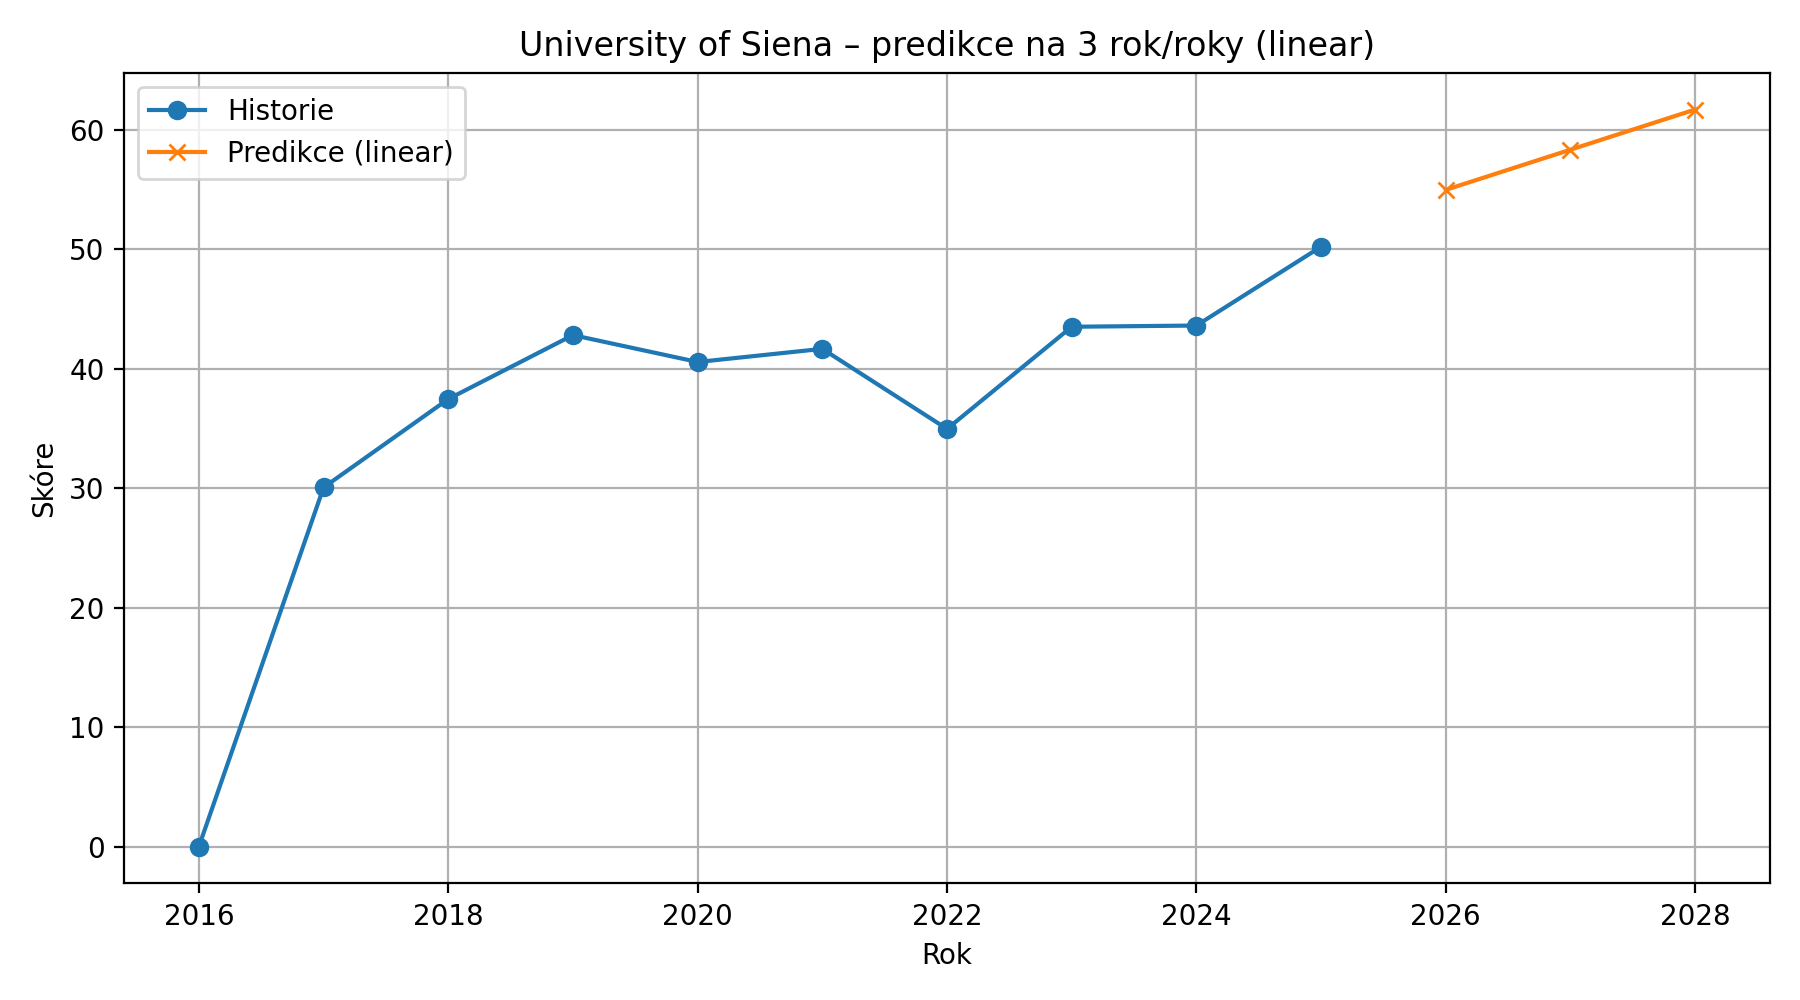 University of Siena – predikce na 3 rok/roky (linear)
Historie
Predikce (linear)
Skóre
60
50
40
30
20
10
0
2016 2018 2020 2022 2024 2026 2028
Rok